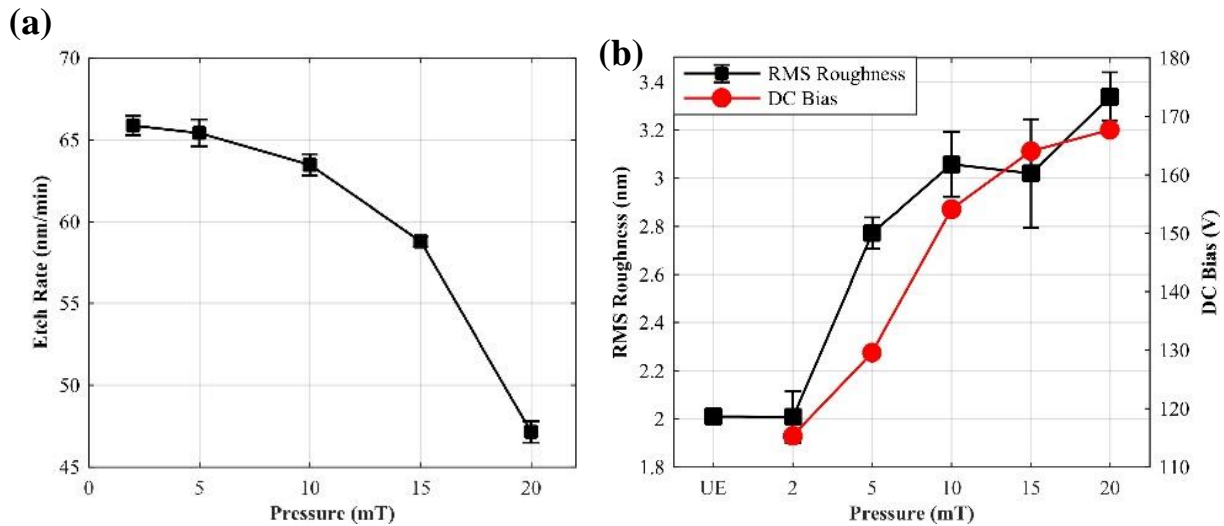 (a)
70
65
60
55
50
45
0 5 10 15 20
Etch Rate (nm/min)
Pressure (mT)
(b)
RMS Roughness
DC Bias
3.4
3.2
3
2.8
2.6
2.4
2.2
2
1.8
RMS Roughness (nm)
UE 2 5 10 15 20
Pressure (mT)
180
170
160
150
140
130
120
110
DC Bias (V)